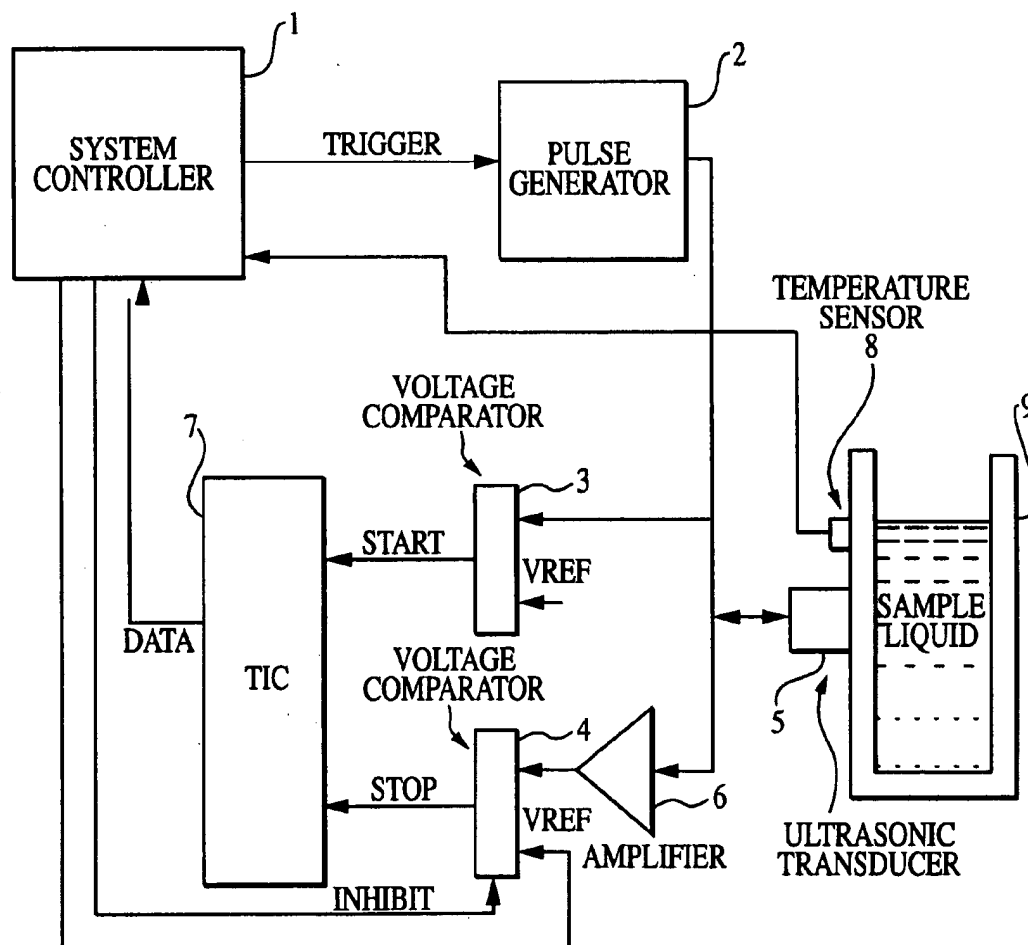 1
2
SYSTEM
CONTROLLER
TRIGGER
PULSE
GENERATOR
TEMPERATURE
SENSOR
8
VOLTAGE
COMPARATOR
9
7
3
START
VREF
SAMPLE
LIQUID
DATA
TIC
VOLTAGE
COMPARATOR
4
5
STOP
VREF
6
AMPLIFIER
ULTRASONIC
TRANSDUCER
INHIBIT